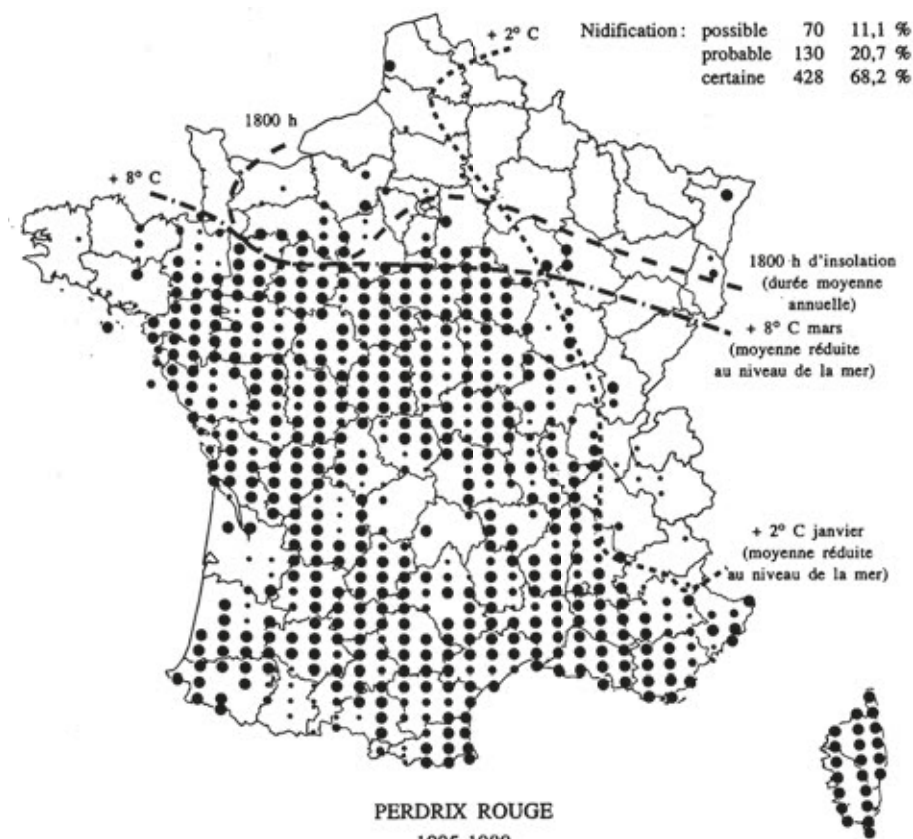 + 2° C
Nidification : possible 70 11,1 %
probable 130 20,7 %
certaine 428 68,2 %
1800 h
+ 8° C
1800 h d'insolation
(durée moyenne
annuelle)
+ 8° C mars
(moyenne réduite
au niveau de la mer)
+ 2° C janvier
(moyenne réduite
au niveau de la mer)
PERDRIX ROUGE